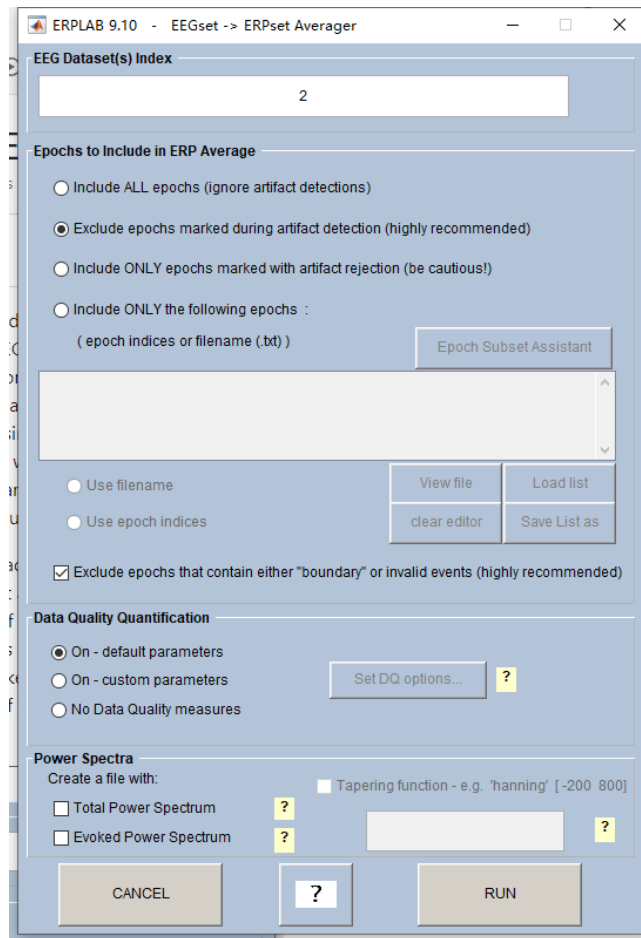 ERPLAB 9.10 - EEGset -> ERPset Averager
EEG Dataset(s) Index
2
Epochs to Include in ERP Average
Include ALL epochs (ignore artifact detections)
Exclude epochs marked during artifact detection (highly recommended)
Include ONLY epochs marked with artifact rejection (be cautious!)
Include ONLY the following epochs :
( epoch indices or filename (.txt) )
Epoch Subset Assistant
Use filename
View file
Load list
Use epoch indices
clear editor
Save List as
Exclude epochs that contain either "boundary" or invalid events (highly recommended)
Data Quality Quantification
On - default parameters
On - custom parameters
Set DQ options...
?
No Data Quality measures
Power Spectra
Create a file with:
Tapering function - e.g. 'hanning' [ -200 800]
Total Power Spectrum
?
Evoked Power Spectrum
?
?
CANCEL
?
RUN